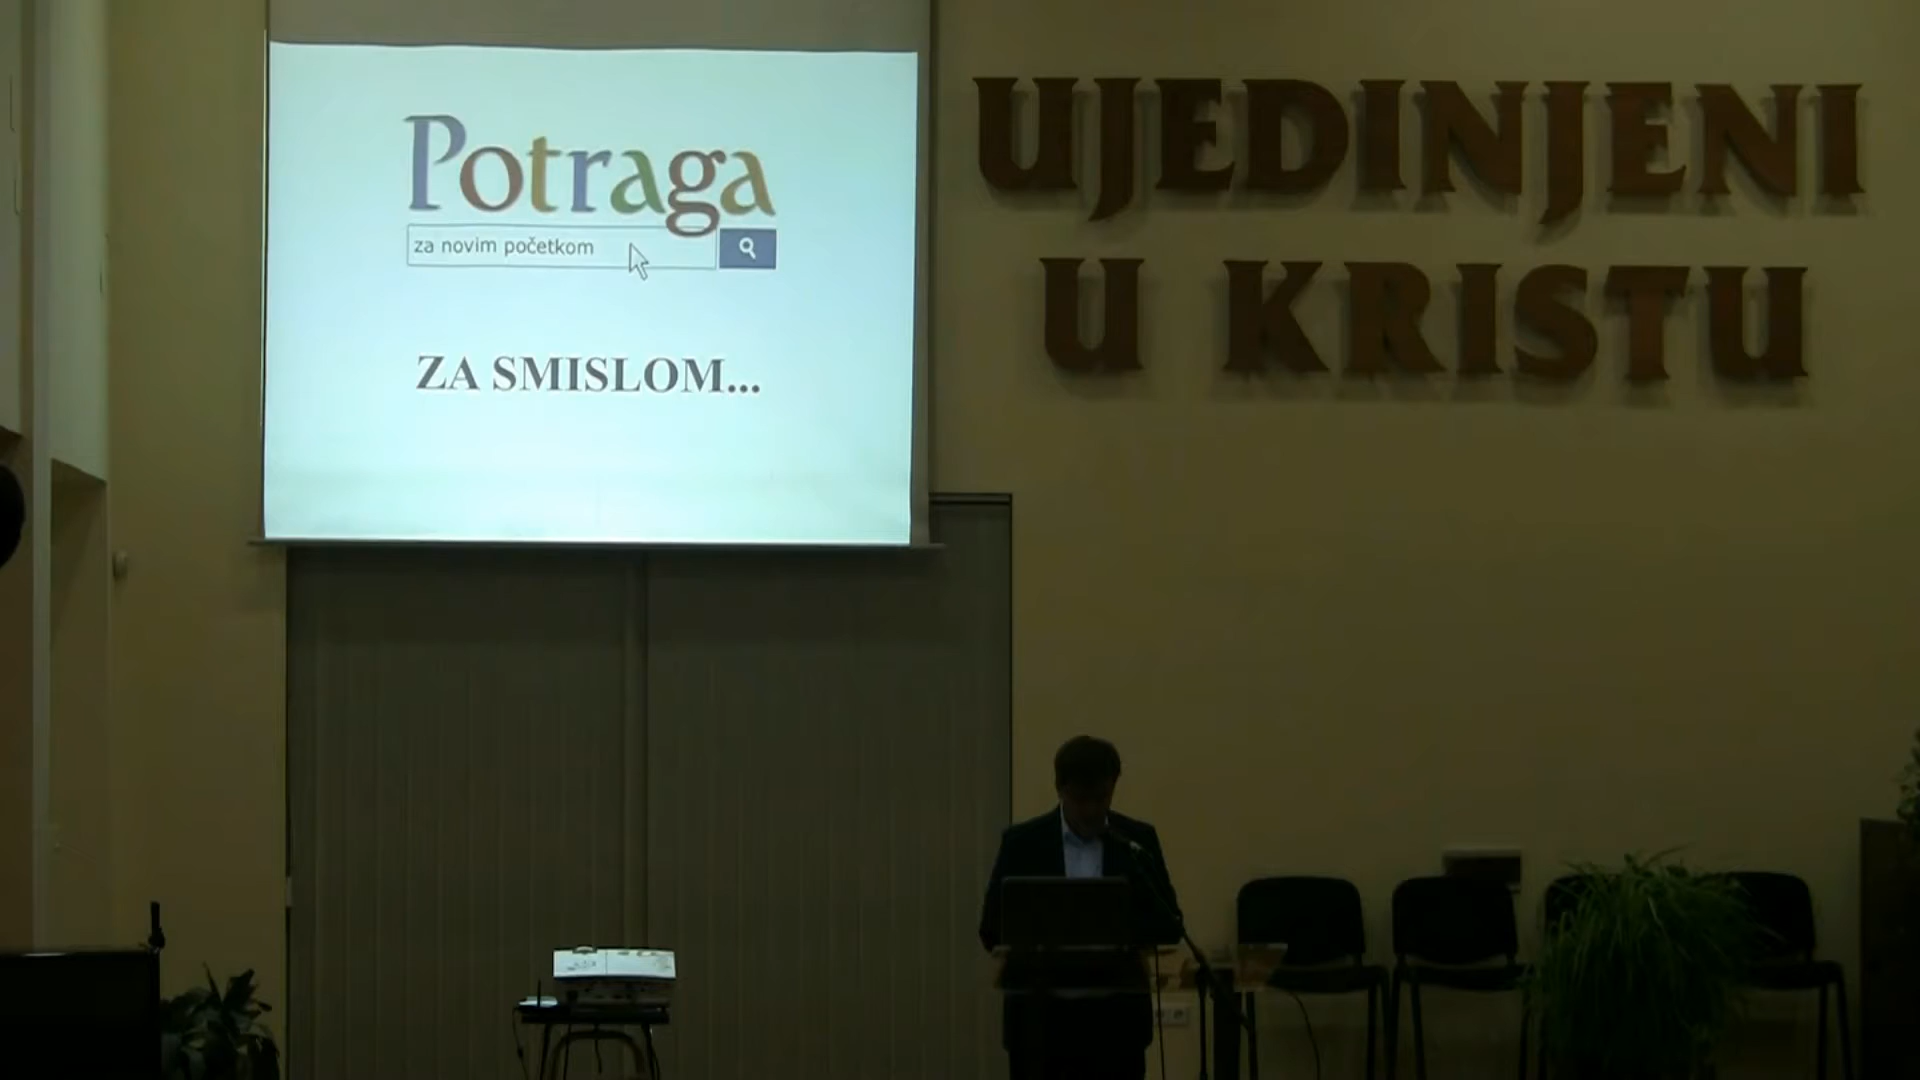 Potraga
za novim početkom
ZA SMISLOM...
UJEDINJENI
U KRISTU